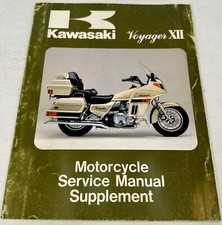 Kawasaki
Voyager XII
Motorcycle
Service Manual
Supplement